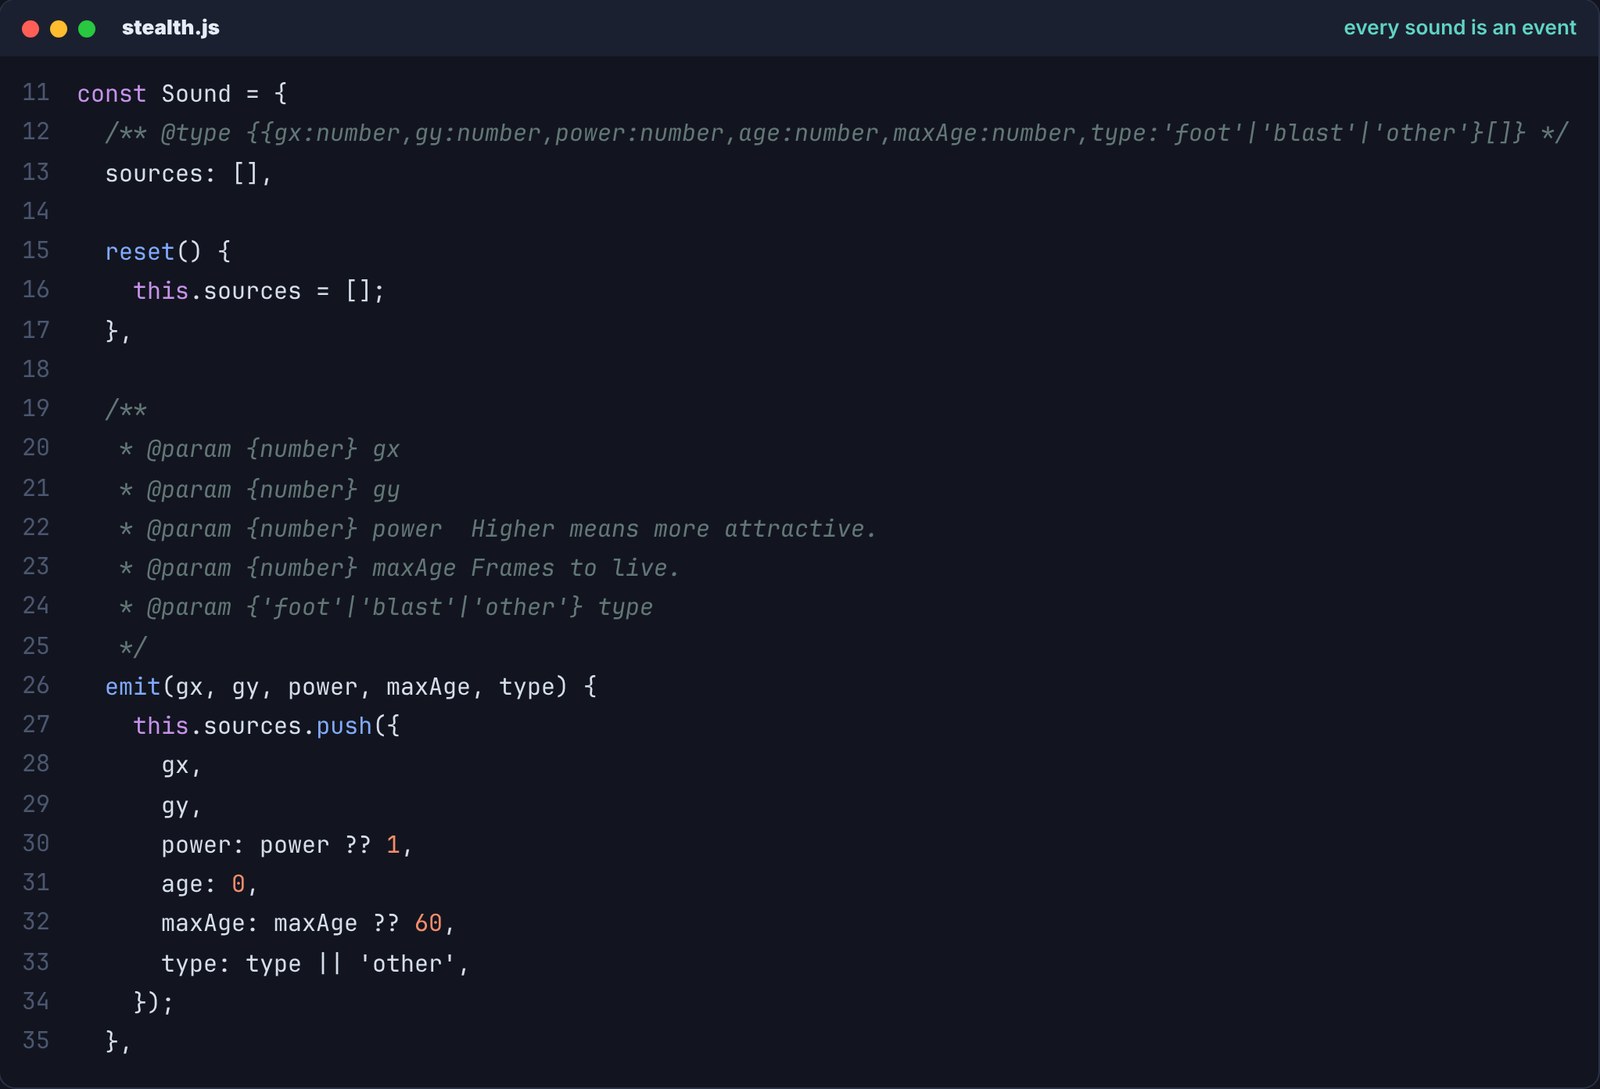 stealth.js
every sound is an event
11 const Sound = {
12   /** @type {{gx:number,gy:number,power:number,age:number,maxAge:number,type:'foot'|'blast'|'other'}[]} */
13   sources: [],
14
15   reset() {
16     this.sources = [];
17   },
18
19   /**
20    * @param {number} gx
21    * @param {number} gy
22    * @param {number} power  Higher means more attractive.
23    * @param {number} maxAge Frames to live.
24    * @param {'foot'|'blast'|'other'} type
25    */
26   emit(gx, gy, power, maxAge, type) {
27     this.sources.push({
28       gx,
29       gy,
30       power: power ?? 1,
31       age: 0,
32       maxAge: maxAge ?? 60,
33       type: type || 'other',
34     });
35   },